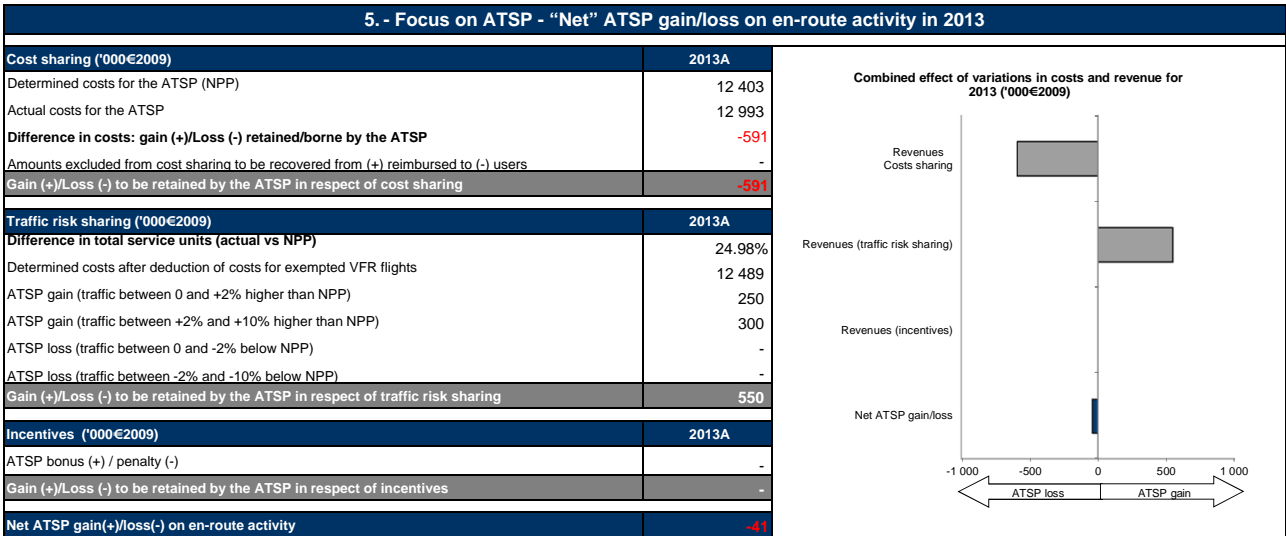 5. - Focus on ATSP - “Net” ATSP gain/loss on en-route activity in 2013
Cost sharing ('000€2009) 2013A
Determined costs for the ATSP (NPP) 12 403
Actual costs for the ATSP 12 993
Difference in costs: gain (+)/Loss (-) retained/borne by the ATSP -591
Amounts excluded from cost sharing to be recovered from (+) reimbursed to (-) users -
Gain (+)/Loss (-) to be retained by the ATSP in respect of cost sharing -591
Traffic risk sharing ('000€2009) 2013A
Difference in total service units (actual vs NPP) 24.98%
Determined costs after deduction of costs for exempted VFR flights 12 489
ATSP gain (traffic between 0 and +2% higher than NPP) 250
ATSP gain (traffic between +2% and +10% higher than NPP) 300
ATSP loss (traffic between 0 and -2% below NPP) -
ATSP loss (traffic between -2% and -10% below NPP) -
Gain (+)/Loss (-) to be retained by the ATSP in respect of traffic risk sharing 550
Incentives ('000€2009) 2013A
ATSP bonus (+) / penalty (-) -
Gain (+)/Loss (-) to be retained by the ATSP in respect of incentives -
Net ATSP gain(+)/loss(-) on en-route activity -41
Combined effect of variations in costs and revenue for
2013 ('000€2009)
Revenues
Costs sharing
Revenues (traffic risk sharing)
Revenues (incentives)
Net ATSP gain/loss
-1 000 -500 0 500 1 000
ATSP loss ATSP gain